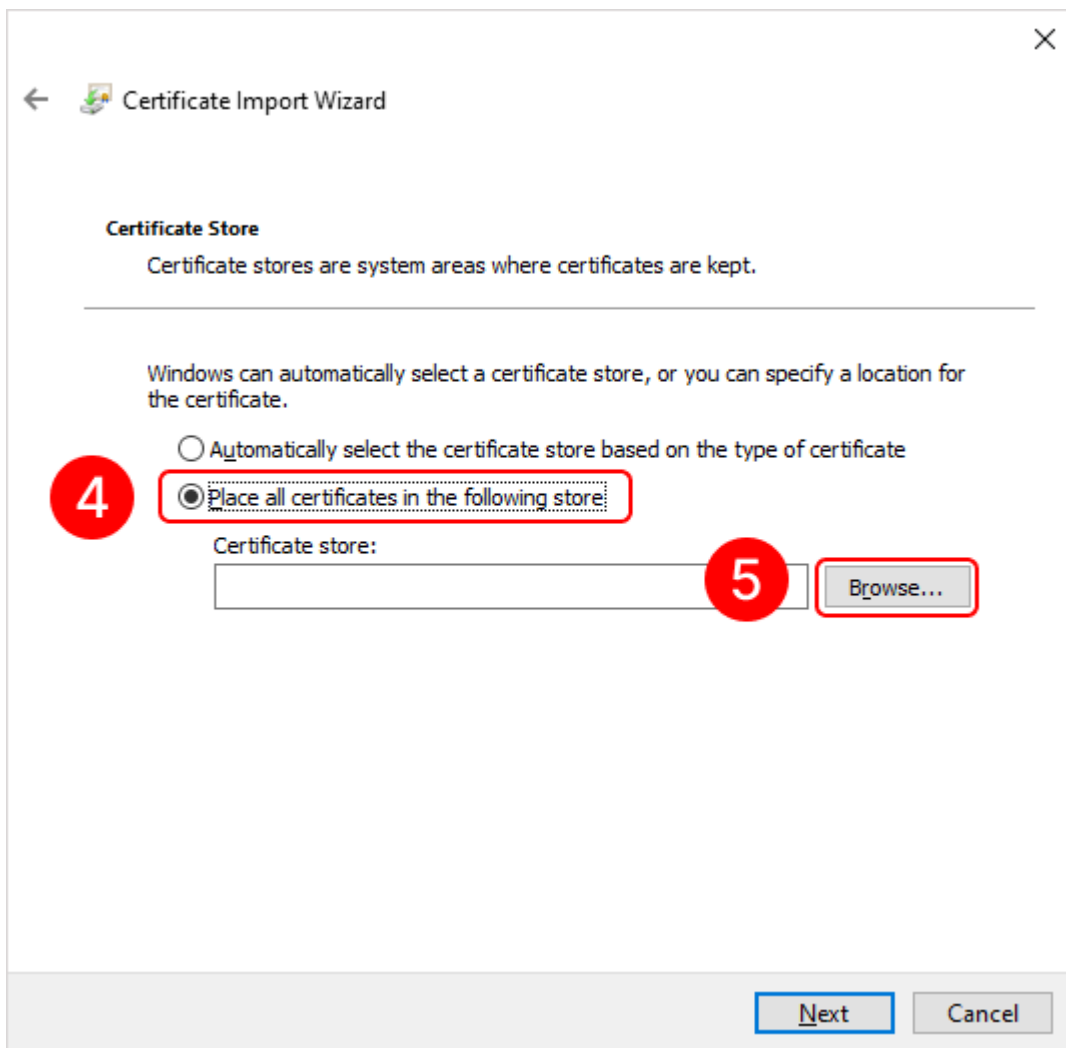 Certificate Import Wizard
Certificate Store
Certificate stores are system areas where certificates are kept.
Windows can automatically select a certificate store, or you can specify a location for
the certificate.
Automatically select the certificate store based on the type of certificate
4
Place all certificates in the following store
Certificate store:
5
Browse...
Next
Cancel